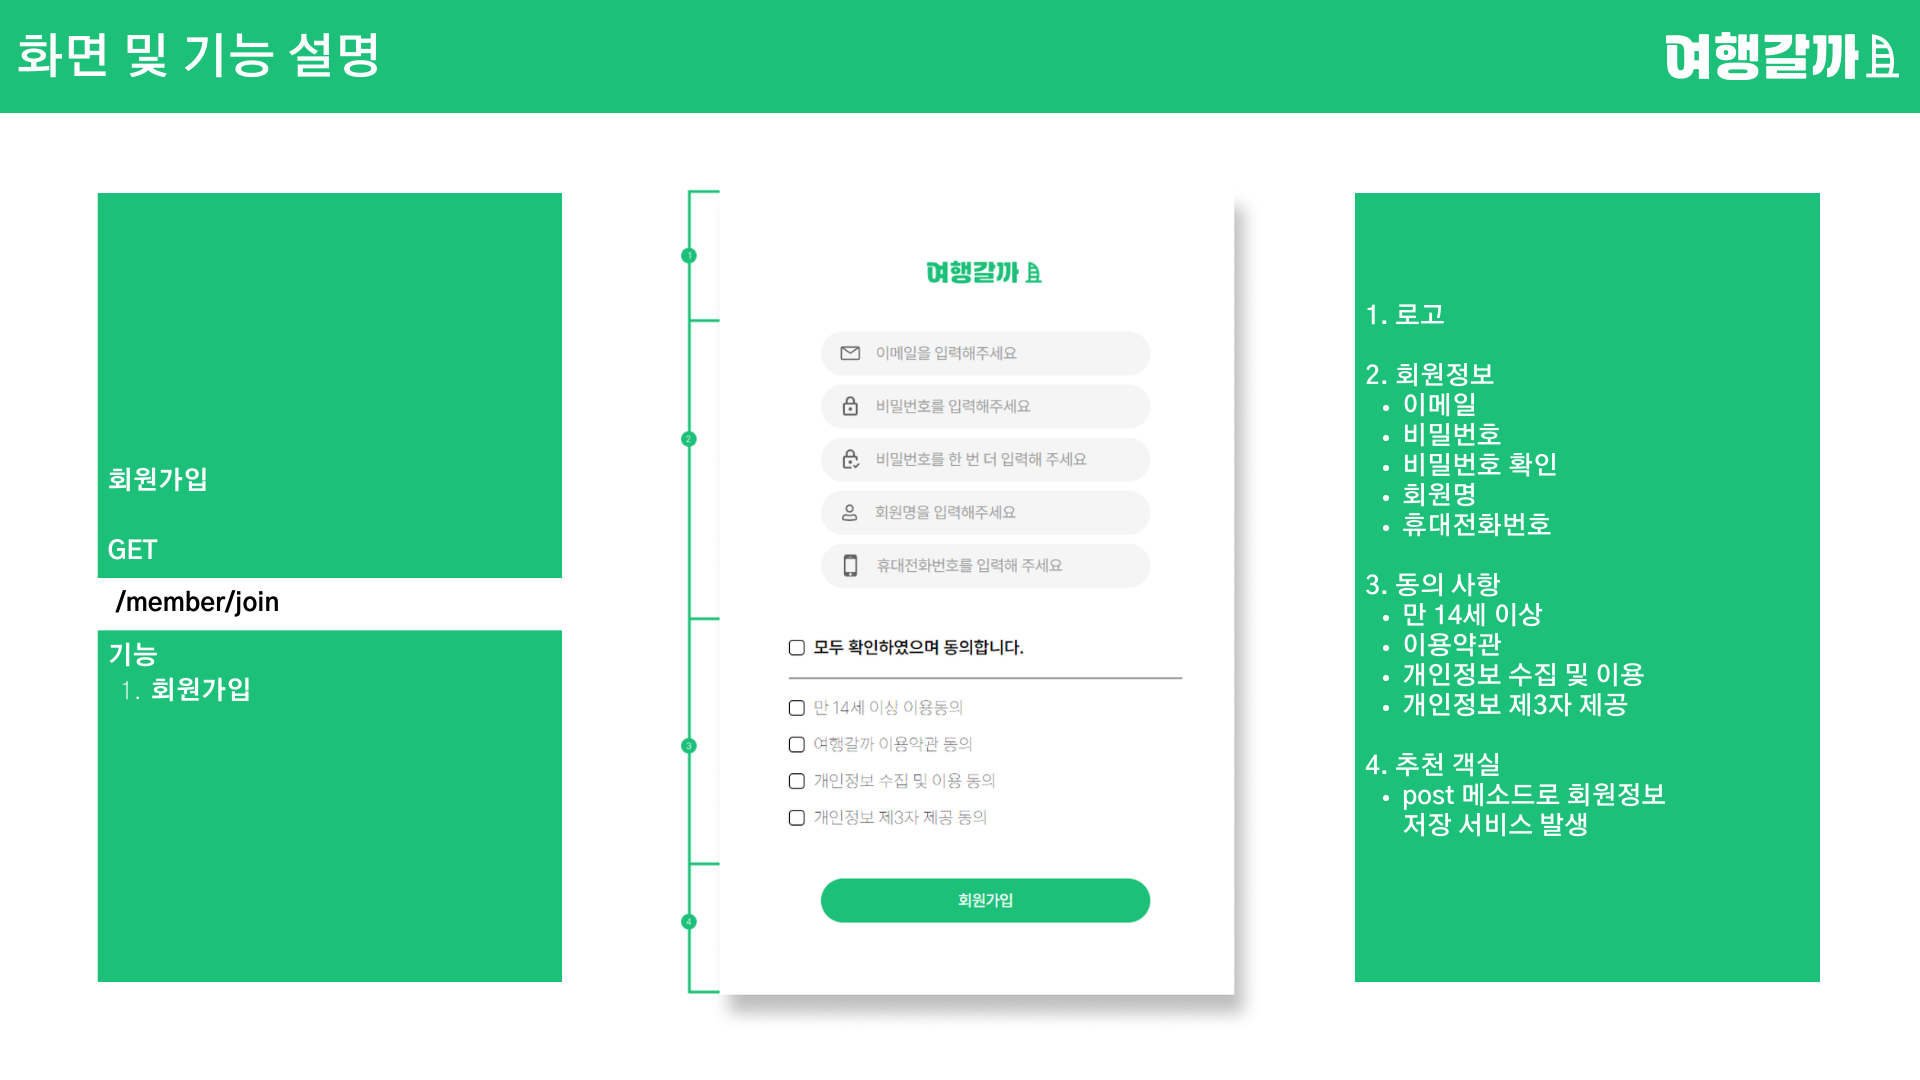 화면 및 기능 설명
여행갈까
회원가입
GET
/member/join
기능
1. 회원가입
1
2
3
4
여행갈까
이메일을 입력해주세요
비밀번호를 입력해주세요
비밀번호를 한 번 더 입력해 주세요
회원명을 입력해주세요
휴대전화번호를 입력해 주세요
모두 확인하였으며 동의합니다.
만 14세 이싱 이용동의
여행갈까 이용약관 동의
개인정보 수집 및 이용 동의
개인정보 제3자 제공 동의
회원가입
1. 로고
2. 회원정보
• 이메일
• 비밀번호
• 비밀번호 확인
• 회원명
• 휴대전화번호
3. 동의 사항
• 만 14세 이상
• 이용약관
• 개인정보 수집 및 이용
• 개인정보 제3자 제공
4. 추천 객실
• post 메소드로 회원정보
저장 서비스 발생